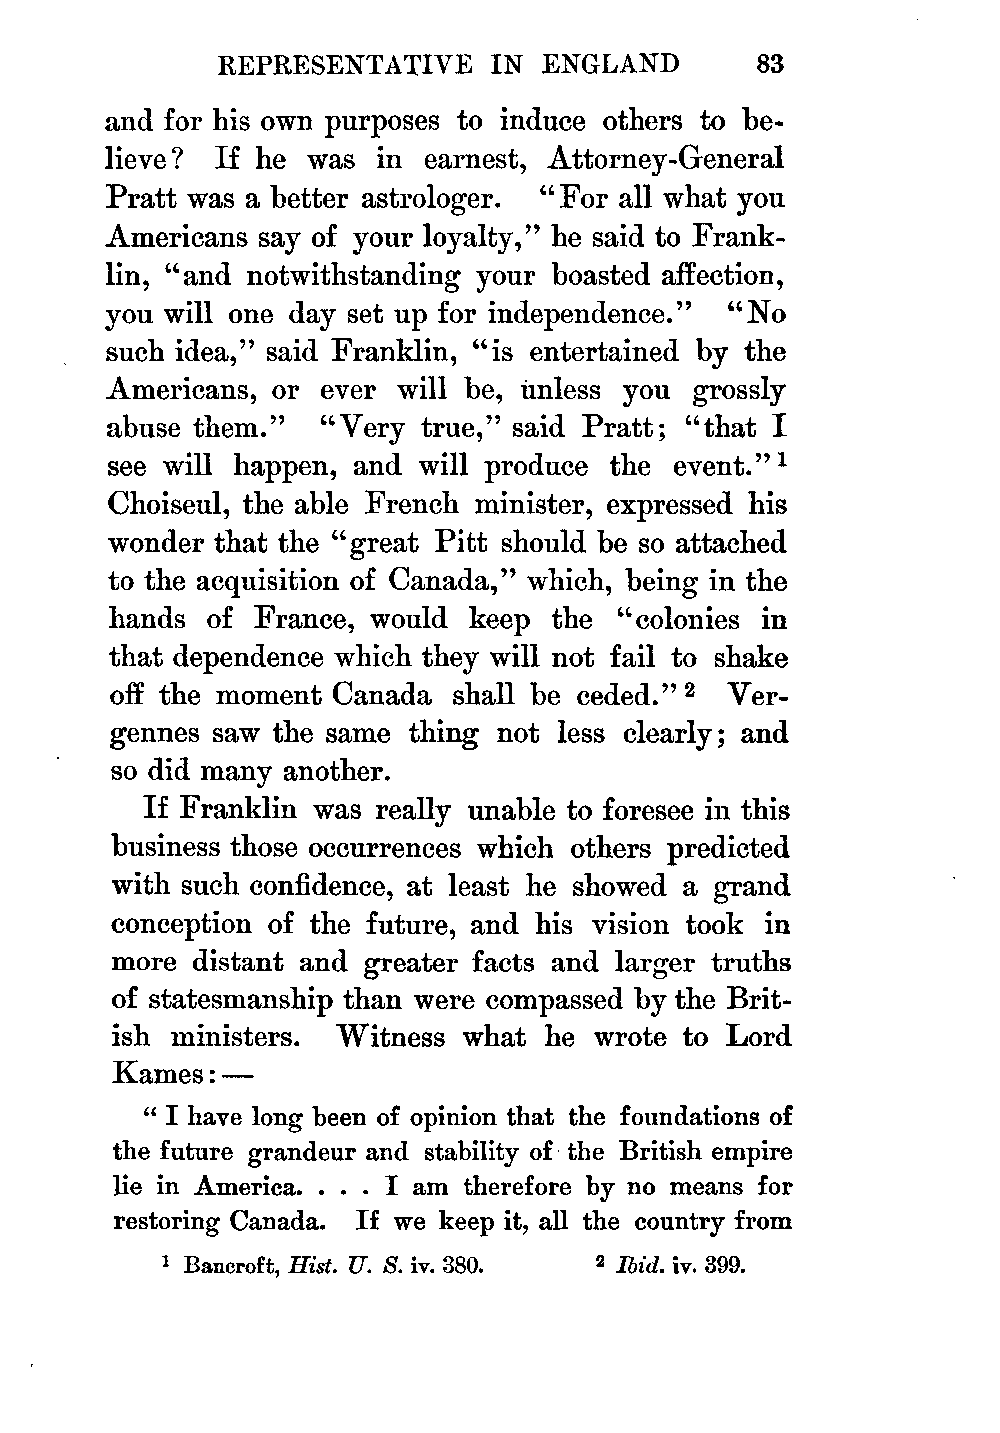 REPRESENTATIVE IN ENGLAND 83
and for his own purposes to induce others to be-
lieve? If he was in earnest, Attorney-General
Pratt was a better astrologer. “For all what you
Americans say of your loyalty,” he said to Frank-
lin, “and notwithstanding your boasted affection,
you will one day set up for independence.” “No
such idea,” said Franklin, “is entertained by the
Americans, or ever will be, unless you grossly
abuse them.” “Very true,” said Pratt; “that I
see will happen, and will produce the event.” 1
Choiseul, the able French minister, expressed his
wonder that the “great Pitt should be so attached
to the acquisition of Canada,” which, being in the
hands of France, would keep the “colonies in
that dependence which they will not fail to shake
off the moment Canada shall be ceded.” 2 Ver-
gennes saw the same thing not less clearly; and
so did many another.
If Franklin was really unable to foresee in this
business those occurrences which others predicted
with such confidence, at least he showed a grand
conception of the future, and his vision took in
more distant and greater facts and larger truths
of statesmanship than were compassed by the Brit-
ish ministers. Witness what he wrote to Lord
Kames: —
“ I have long been of opinion that the foundations of
the future grandeur and stability of the British empire
lie in America. . . . I am therefore by no means for
restoring Canada. If we keep it, all the country from
1 Bancroft, Hist. U. S. iv. 380. 2 Ibid. iv. 399.